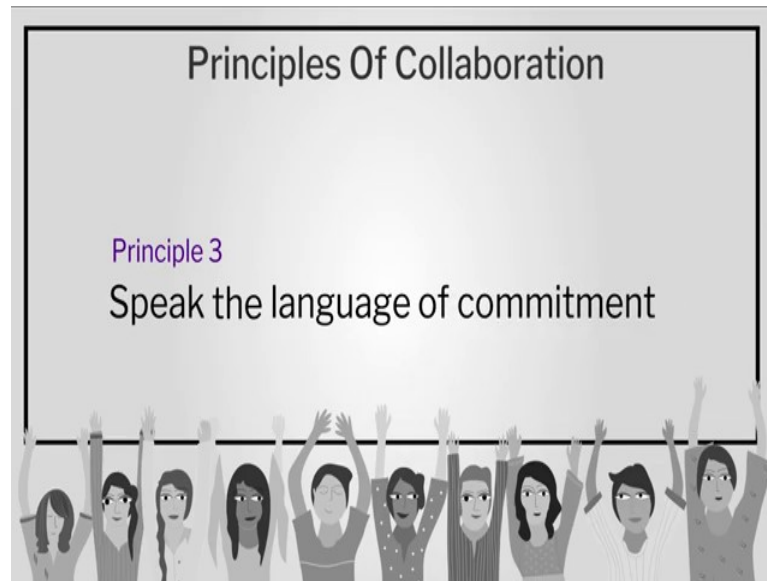 Principles Of Collaboration
Principle 3
Speak the language of commitment